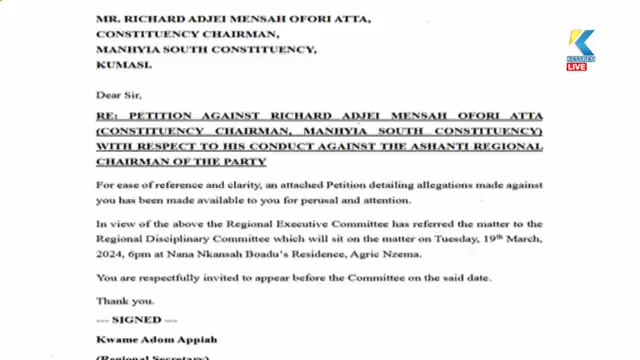 MR. RICHARD ADJEI MENSAH OFORI ATTA,
CONSTITUENCY CHAIRMAN,
MANHYIA SOUTH CONSTITUENCY,
KUMASI.
KESSBEN
LIVE
Dear Sir,
RE: PETITION AGAINST RICHARD ADJEI MENSAH OFORI ATTA
(CONSTITUENCY CHAIRMAN, MANHYIA SOUTH CONSTITUENCY)
WITH RESPECT TO HIS CONDUCT AGAINST THE ASHANTI REGIONAL
CHAIRMAN OF THE PARTY
For ease of reference and clarity, an attached Petition detailing allegations made against
you has been made available to you for perusal and attention.
In view of the above the Regional Executive Committee has referred the matter to the
Regional Disciplinary Committee which will sit on the matter on Tuesday, 19th March,
2024, 6pm at Nana Nkansah Boadu's Residence, Agric Nzema.
You are respectfully invited to appear before the Committee on the said date.
Thank you.
--- SIGNED ---
Kwame Adom Appiah
(Regional Secretary)